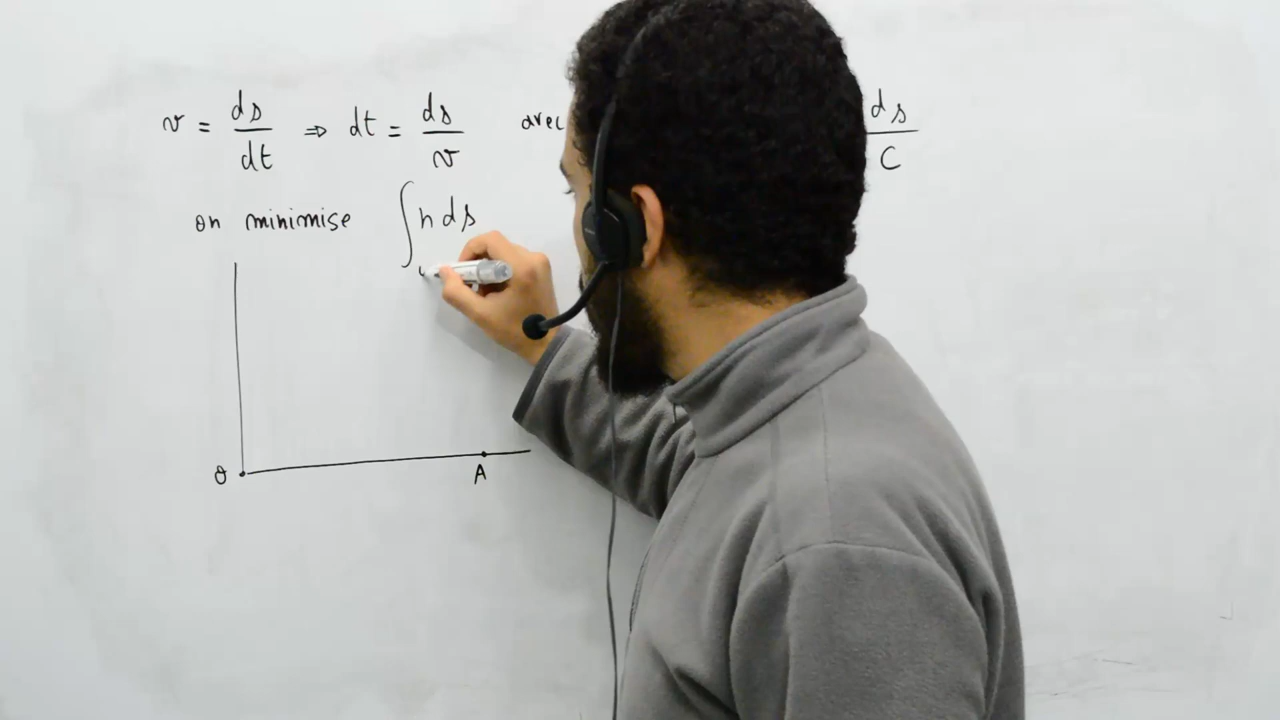 v = ds/dt ⇒ dt = ds/v avec ds/C
on minimise ∫ n ds
O A